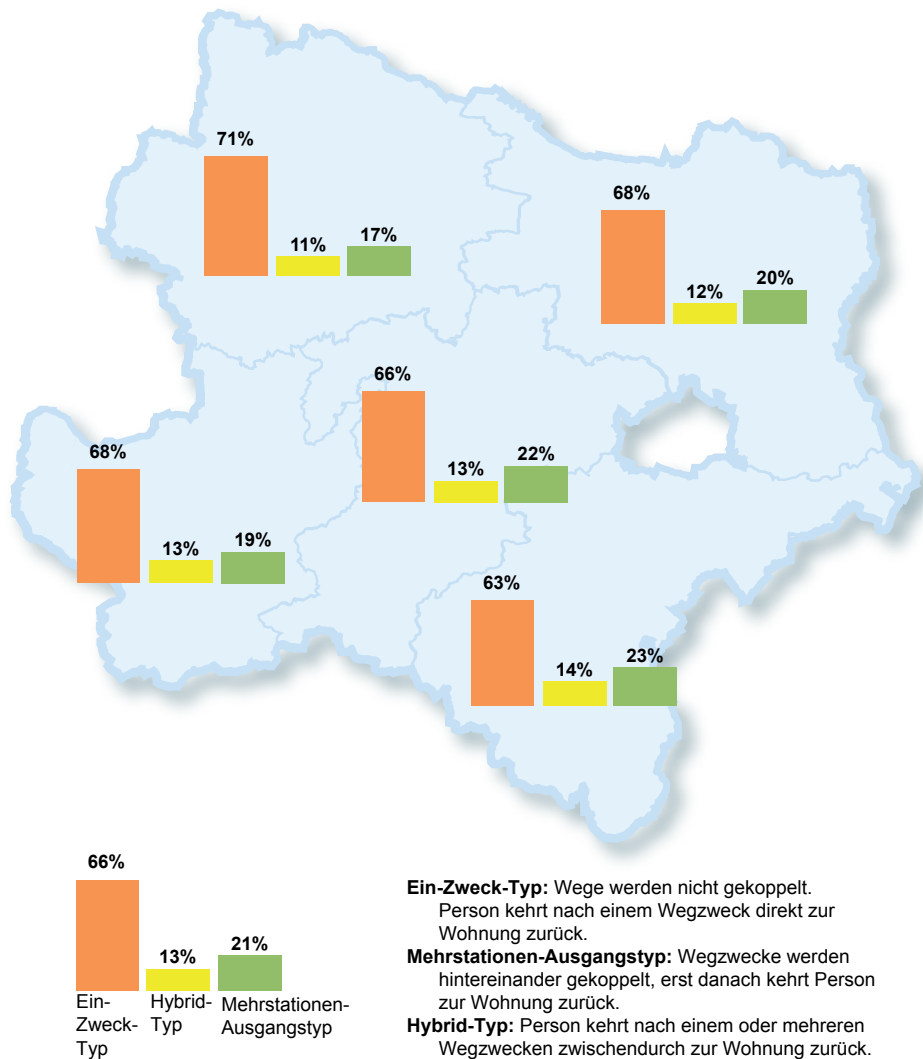 71%
11%
17%
68%
12%
20%
66%
13%
22%
68%
13%
19%
63%
14%
23%
66%
13%
21%
Ein-
Zweck-
Typ
Hybrid-
Typ
Mehrstationen-
Ausgangstyp
Ein-Zweck-Typ: Wege werden nicht gekoppelt.
Person kehrt nach einem Wegzweck direkt zur
Wohnung zurück.
Mehrstationen-Ausgangstyp: Wegzwecke werden
hintereinander gekoppelt, erst danach kehrt Person
zur Wohnung zurück.
Hybrid-Typ: Person kehrt nach einem oder mehreren
Wegzwecken zwischendurch zur Wohnung zurück.